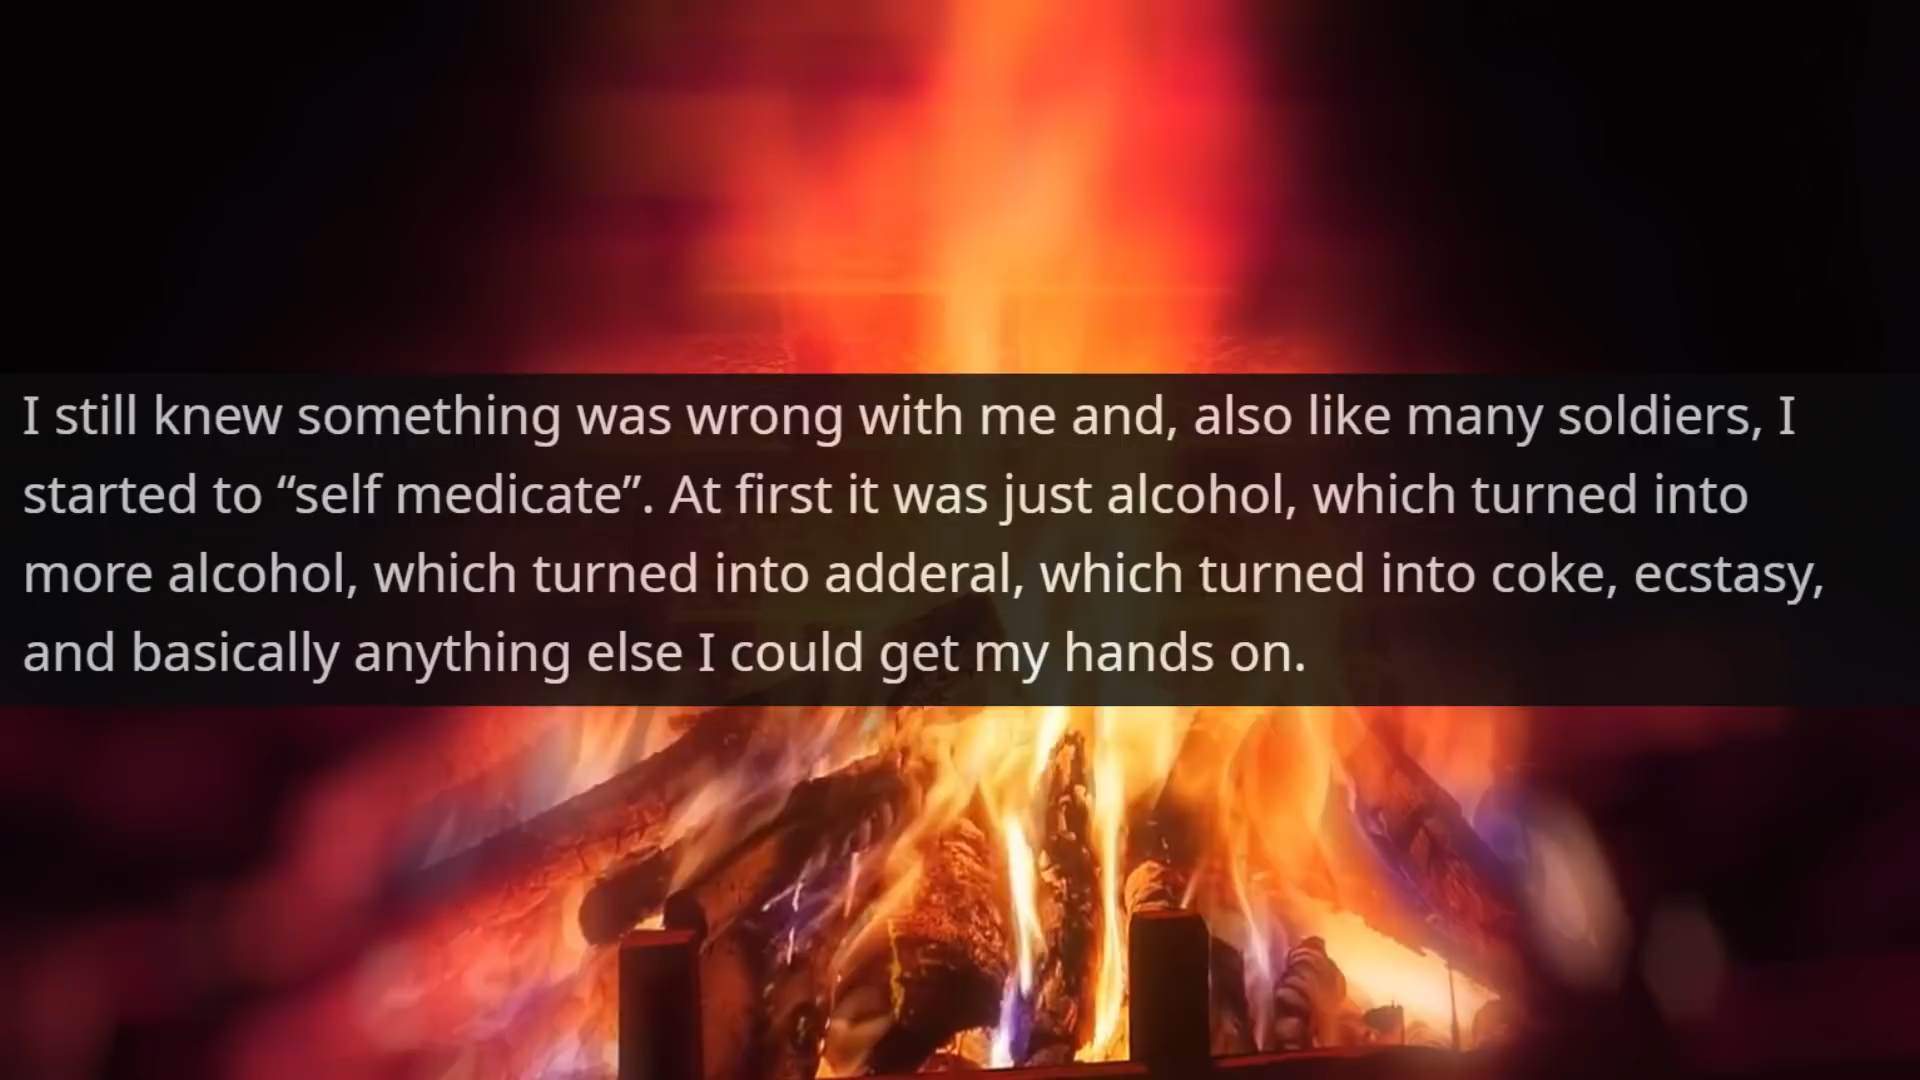 I still knew something was wrong with me and, also like many soldiers, I
started to “self medicate”. At first it was just alcohol, which turned into
more alcohol, which turned into adderal, which turned into coke, ecstasy,
and basically anything else I could get my hands on.